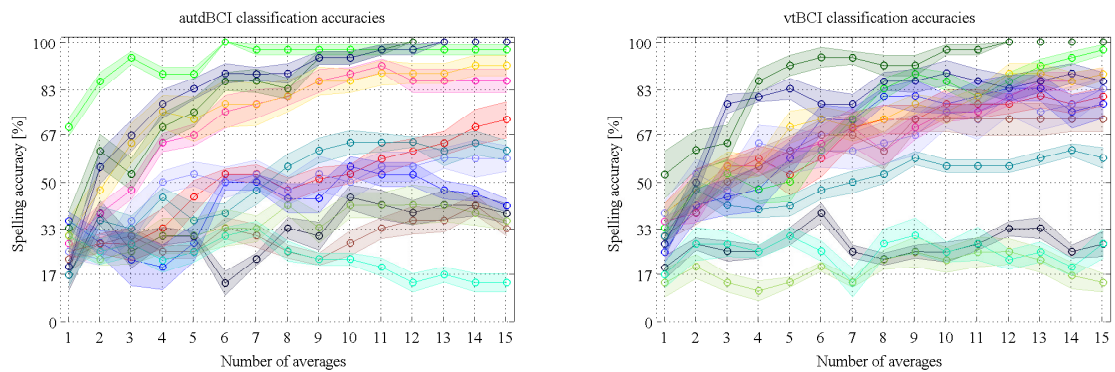 autdBCI classification accuracies
Spelling accuracy [%]
100
83
67
50
33
17
0
1 2 3 4 5 6 7 8 9 10 11 12 13 14 15
Number of averages
vtBCI classification accuracies
Spelling accuracy [%]
100
83
67
50
33
17
0
1 2 3 4 5 6 7 8 9 10 11 12 13 14 15
Number of averages